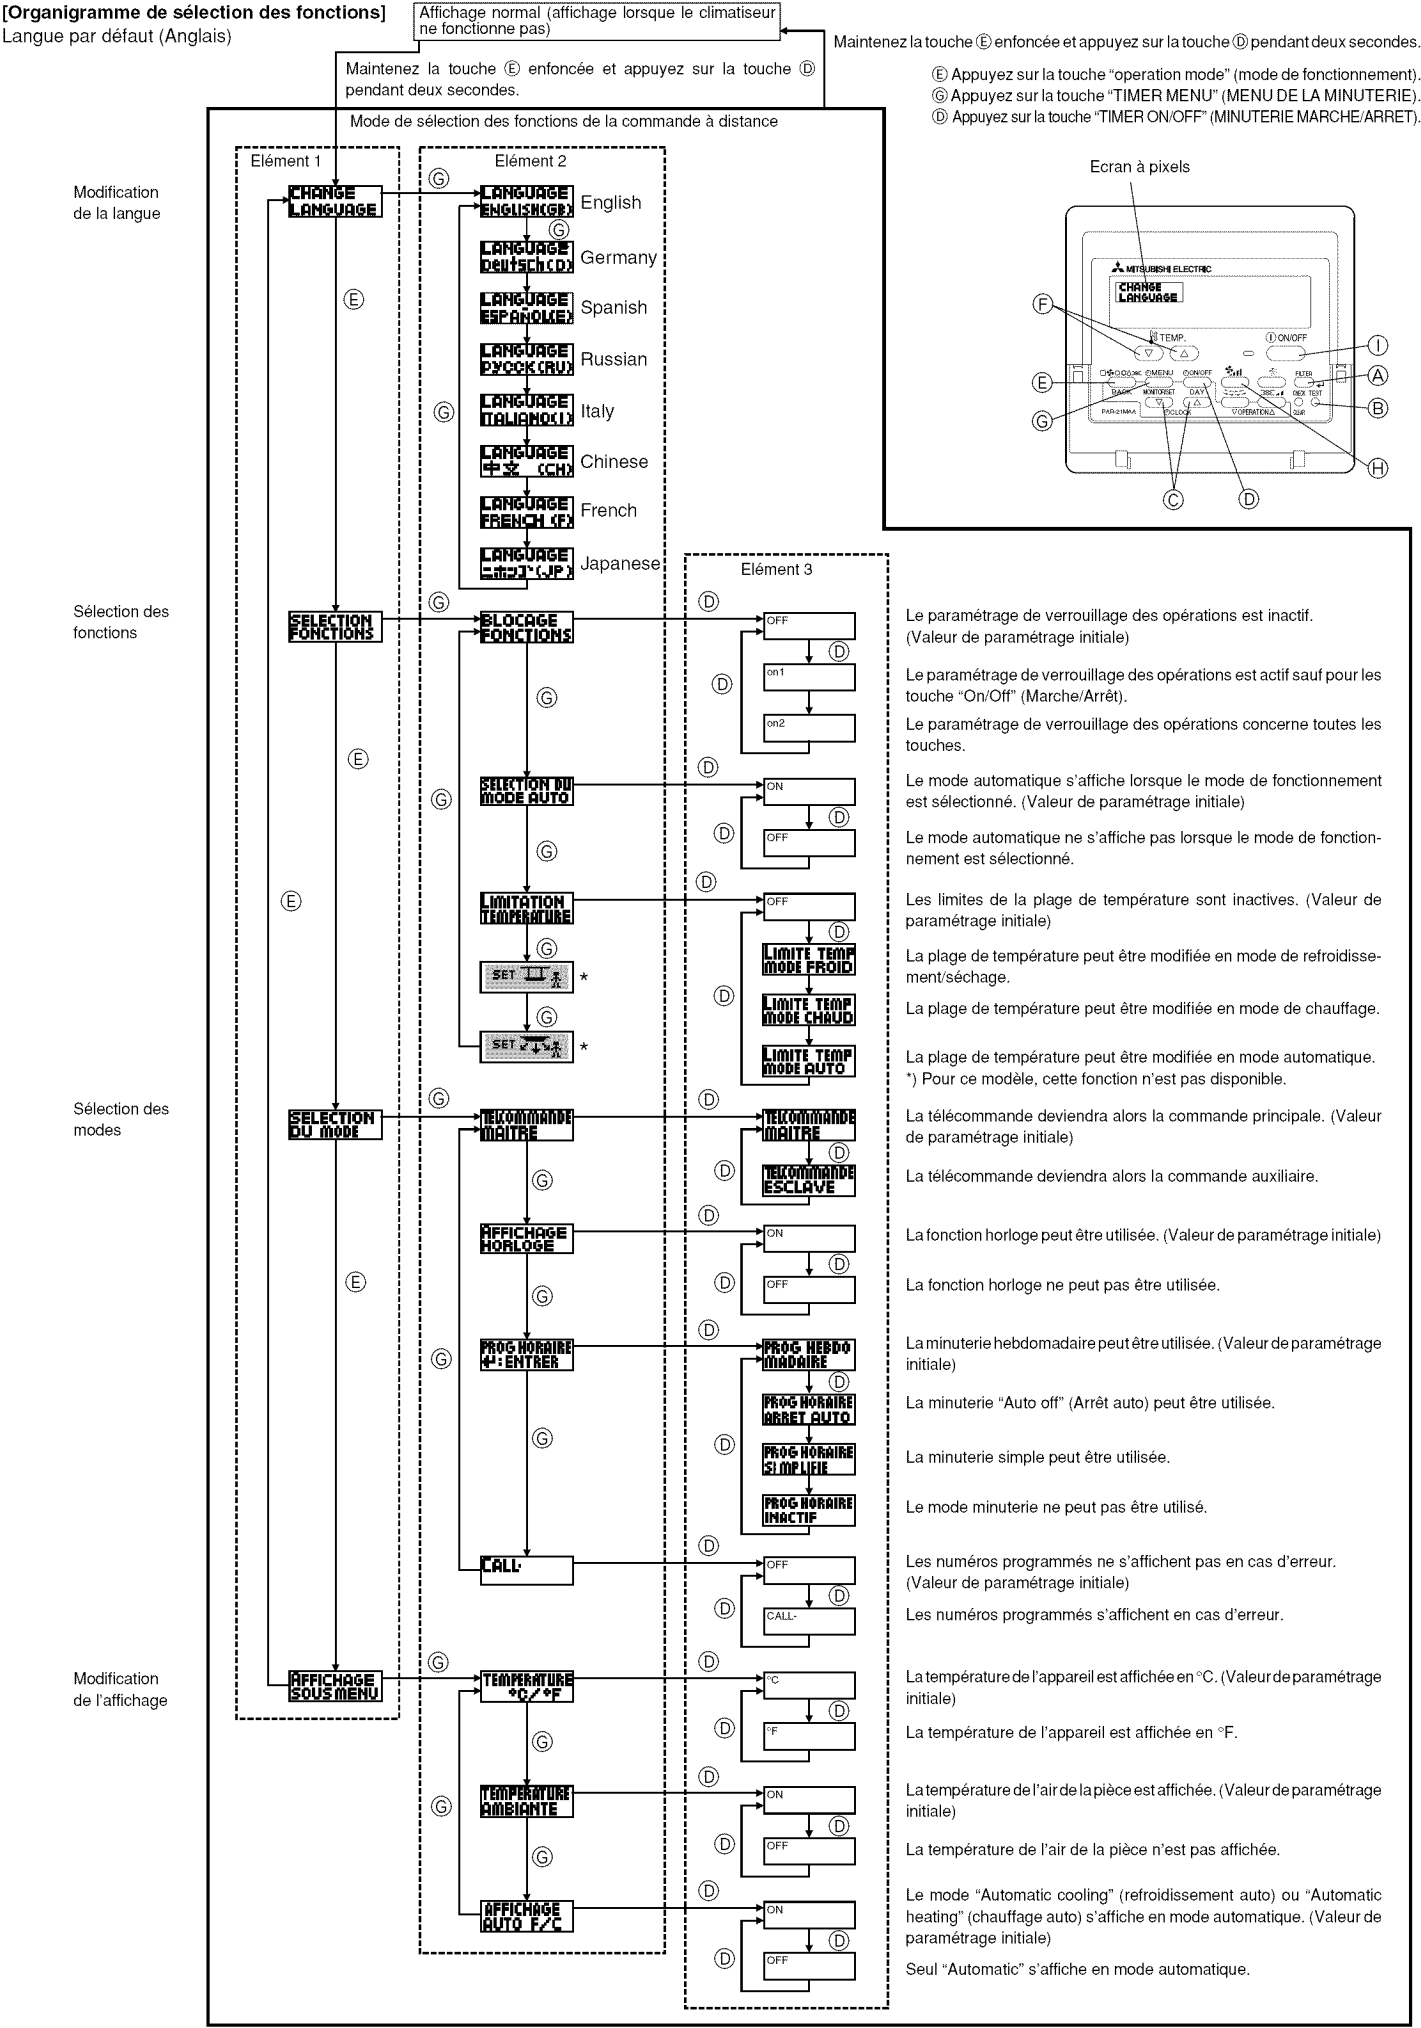 [Organigramme de sélection des fonctions]
Langue par défaut (Anglais)
Affichage normal (affichage lorsque le climatiseur
ne fonctionne pas)
Maintenez la touche Ⓔ enfoncée et appuyez sur la touche Ⓓ
pendant deux secondes.
Maintenez la touche Ⓔ enfoncée et appuyez sur la touche Ⓓ pendant deux secondes.
Ⓔ Appuyez sur la touche “operation mode” (mode de fonctionnement).
Ⓖ Appuyez sur la touche “TIMER MENU” (MENU DE LA MINUTERIE).
Ⓓ Appuyez sur la touche “TIMER ON/OFF” (MINUTERIE MARCHE/ARRET).
Mode de sélection des fonctions de la commande à distance
Ecran à pixels
MITSUBISHI ELECTRIC
CHANGE
LANGUAGE
TEMP.
ON/OFF
MENU
ON/OFF
FILTER
BACK
MONITOR/SET
DAY
CHECK TEST
PAR-21MAA
CLOCK
OPERATION
CLEAR
Ⓕ
Ⓘ
Ⓔ
Ⓐ
Ⓖ
Ⓑ
Ⓗ
Ⓒ
Ⓓ
Elément 1
Elément 2
Elément 3
Modification
de la langue
CHANGE
LANGUAGE
Ⓖ
LANGUAGE
ENGLISH(GB)
English
Ⓖ
LANGUAGE
Deutsch(D)
Germany
Ⓔ
LANGUAGE
ESPAÑOL(E)
Spanish
LANGUAGE
РУССК(RU)
Russian
Ⓖ
LANGUAGE
ITALIANO(I)
Italy
LANGUAGE
中文 (CH)
Chinese
LANGUAGE
FRENCH (F)
French
LANGUAGE
ニホンゴ(JP)
Japanese
Sélection des
fonctions
SELECTION
FONCTIONS
Ⓖ
BLOCAGE
FONCTIONS
Ⓓ
OFF
Le paramétrage de verrouillage des opérations est inactif.
(Valeur de paramétrage initiale)
Ⓓ
Ⓓ
on1
Le paramétrage de verrouillage des opérations est actif sauf pour les
touche “On/Off” (Marche/Arrêt).
Ⓖ
on2
Le paramétrage de verrouillage des opérations concerne toutes les
touches.
Ⓔ
Ⓖ
SELECTION DU
MODE AUTO
Ⓓ
ON
Le mode automatique s’affiche lorsque le mode de fonctionnement
est sélectionné. (Valeur de paramétrage initiale)
Ⓓ
Ⓓ
OFF
Le mode automatique ne s’affiche pas lorsque le mode de fonction-
nement est sélectionné.
Ⓖ
Ⓔ
LIMITATION
TEMPERATURE
Ⓓ
OFF
Les limites de la plage de température sont inactives. (Valeur de
paramétrage initiale)
Ⓓ
Ⓖ
LIMITE TEMP
MODE FROID
La plage de température peut être modifiée en mode de refroidisse-
ment/séchage.
SET
*
Ⓓ
LIMITE TEMP
MODE CHAUD
La plage de température peut être modifiée en mode de chauffage.
Ⓖ
SET
*
LIMITE TEMP
MODE AUTO
La plage de température peut être modifiée en mode automatique.
*) Pour ce modèle, cette fonction n’est pas disponible.
Sélection des
modes
SELECTION
DU MODE
Ⓖ
TELCOMMANDE
MAITRE
Ⓓ
TELCOMMANDE
MAITRE
La télécommande deviendra alors la commande principale. (Valeur
de paramétrage initiale)
Ⓓ
Ⓓ
Ⓖ
TELCOMMANDE
ESCLAVE
La télécommande deviendra alors la commande auxiliaire.
AFFICHAGE
HORLOGE
Ⓓ
ON
La fonction horloge peut être utilisée. (Valeur de paramétrage initiale)
Ⓓ
Ⓔ
Ⓖ
Ⓓ
OFF
La fonction horloge ne peut pas être utilisée.
Ⓖ
PROG HORAIRE
↵:ENTRER
Ⓓ
PROG HEBDO
MADAIRE
La minuterie hebdomadaire peut être utilisée. (Valeur de paramétrage
initiale)
Ⓓ
PROG HORAIRE
ARRET AUTO
La minuterie “Auto off” (Arrêt auto) peut être utilisée.
Ⓖ
Ⓓ
PROG HORAIRE
SIMPLIFIE
La minuterie simple peut être utilisée.
PROG HORAIRE
INACTIF
Le mode minuterie ne peut pas être utilisé.
CALL-
Ⓓ
OFF
Les numéros programmés ne s’affichent pas en cas d’erreur.
(Valeur de paramétrage initiale)
Ⓓ
Ⓓ
CALL-
Les numéros programmés s’affichent en cas d’erreur.
Modification
de l’affichage
AFFICHAGE
SOUS MENU
Ⓖ
TEMPERATURE
°C/°F
Ⓓ
°C
La température de l’appareil est affichée en °C. (Valeur de paramétrage
initiale)
Ⓓ
Ⓓ
°F
La température de l’appareil est affichée en °F.
Ⓖ
Ⓖ
TEMPERATURE
AMBIANTE
Ⓓ
ON
La température de l’air de la pièce est affichée. (Valeur de paramétrage
initiale)
Ⓓ
Ⓓ
OFF
La température de l’air de la pièce n’est pas affichée.
Ⓖ
AFFICHAGE
AUTO F/C
Ⓓ
ON
Le mode “Automatic cooling” (refroidissement auto) ou “Automatic
heating” (chauffage auto) s’affiche en mode automatique. (Valeur de
paramétrage initiale)
Ⓓ
Ⓓ
OFF
Seul “Automatic” s’affiche en mode automatique.